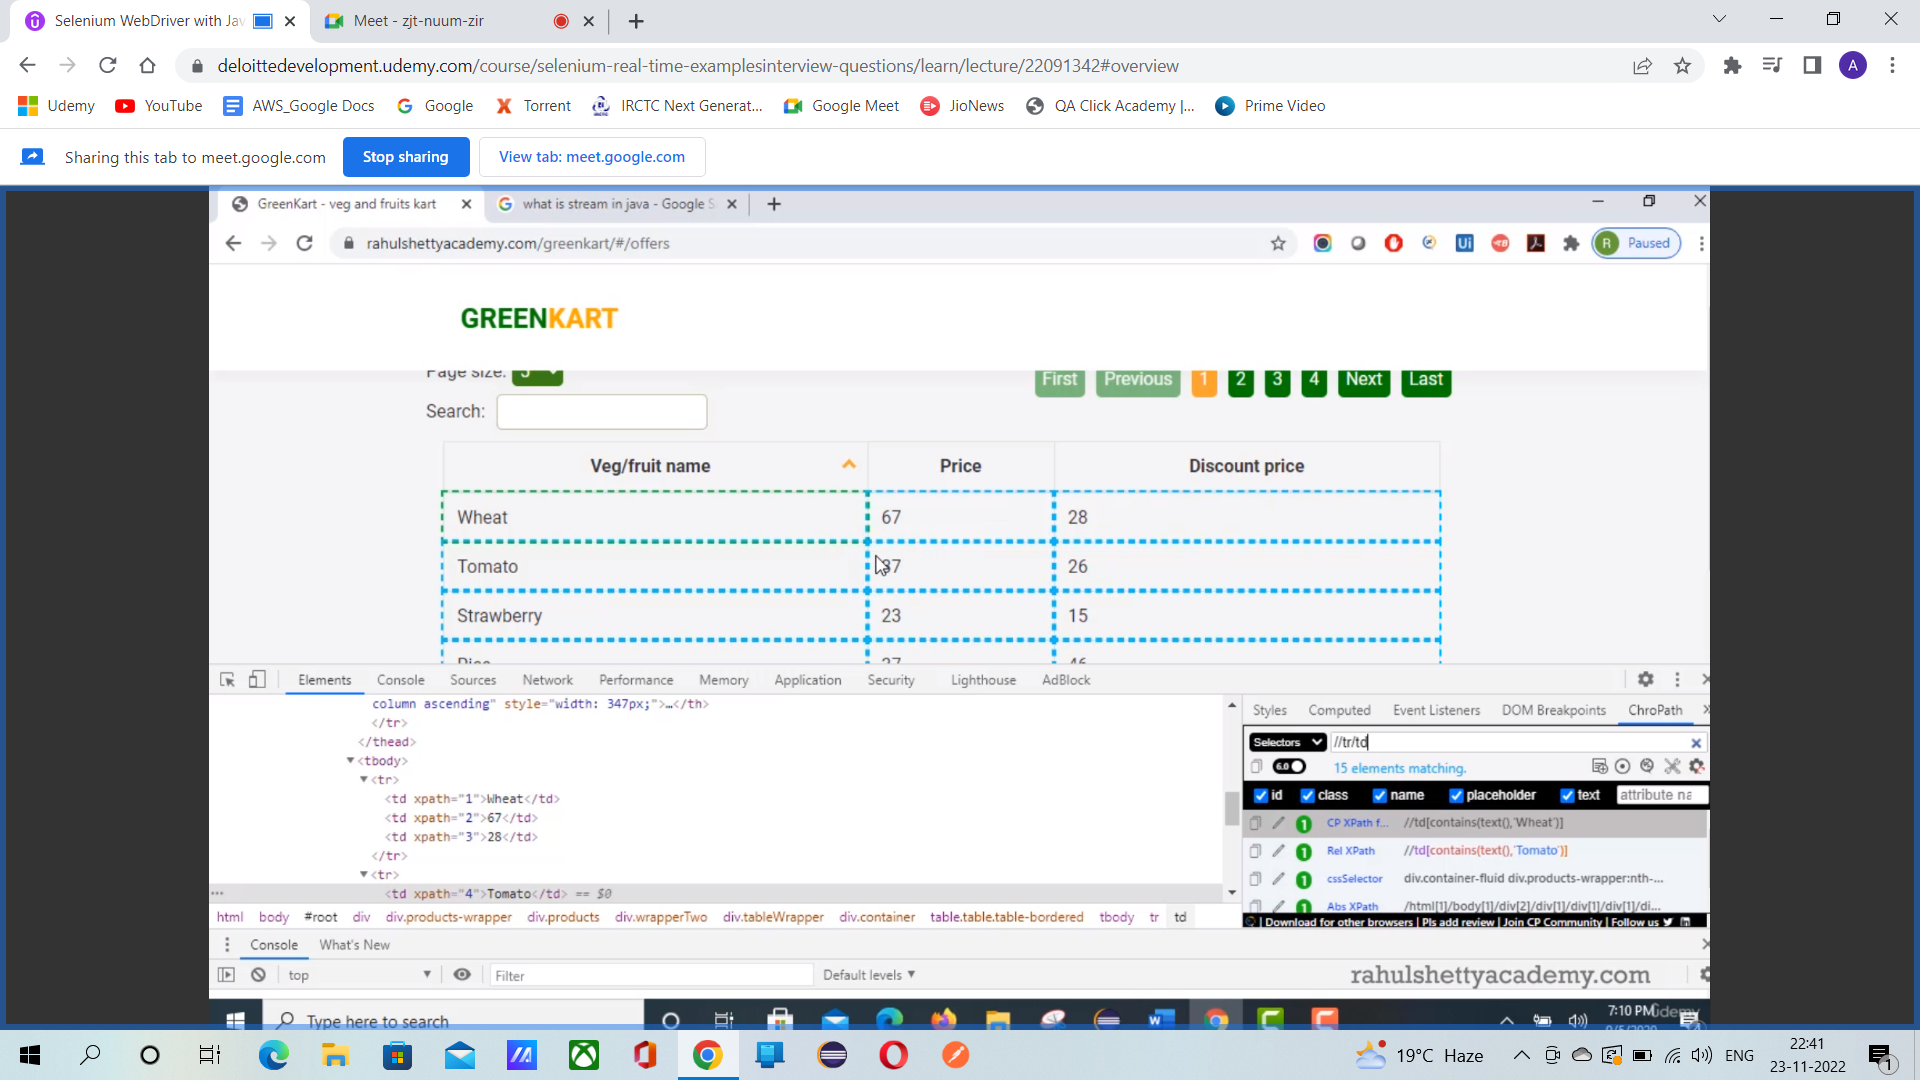 Selenium WebDriver with Jav
Meet - zjt-nuum-zir
deloittedevelopment.udemy.com/course/selenium-real-time-examplesinterview-questions/learn/lecture/22091342#overview
A
Udemy YouTube AWS_Google Docs Google Torrent IRCTC Next Generat... Google Meet JioNews QA Click Academy |... Prime Video
Sharing this tab to meet.google.com Stop sharing View tab: meet.google.com
GreenKart - veg and fruits kart what is stream in java - Google S
rahulshettyacademy.com/greenkart/#/offers
R Paused
GREENKART
Page size: 5
First Previous 1 2 3 4 Next Last
Search:
Veg/fruit name Price Discount price
Wheat 67 28
Tomato 37 26
Strawberry 23 15
Rice 37 46
Elements Console Sources Network Performance Memory Application Security Lighthouse AdBlock
column ascending" style="width: 347px;">…</th>
</tr>
</thead>
<tbody>
<tr>
<td xpath="1">Wheat</td>
<td xpath="2">67</td>
<td xpath="3">28</td>
</tr>
<tr>
<td xpath="4">Tomato</td> == $0
html body #root div div.products-wrapper div.products div.wrapperTwo div.tableWrapper div.container table.table.table-bordered tbody tr td
Styles Computed Event Listeners DOM Breakpoints ChroPath
Selectors //tr/td
6.0 15 elements matching.
id class name placeholder text attribute na
1 CP XPath f... //td[contains(text(),'Wheat')]
1 Rel XPath //td[contains(text(),'Tomato')]
1 cssSelector div.container-fluid div.products-wrapper:nth-...
1 Abs XPath /html[1]/body[1]/div[2]/div[1]/div[1]/div[1]/di...
Download for other browsers | Pls add review | Join CP Community | Follow us
Console What's New
top Filter Default levels
rahulshettyacademy.com
Type here to search
7:10 PM
Udemy
19°C Haze
ENG
22:41
23-11-2022
1